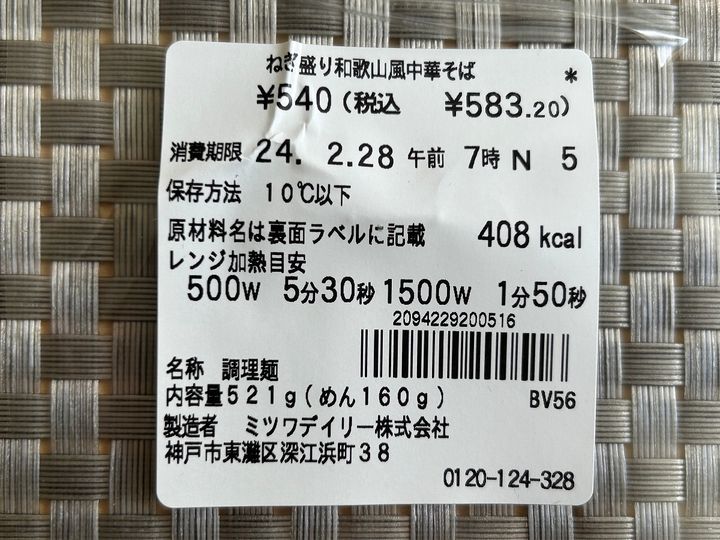 ねぎ盛り和歌山風中華そば *
¥540(税込 ¥583.20)
消費期限 24. 2.28 午前 7時 N 5
保存方法 10℃以下
原材料名は裏面ラベルに記載 408 kcal
レンジ加熱目安
500W 5分30秒 1500W 1分50秒
2094229200516
名称 調理麺
内容量521g(めん160g) BV56
製造者 ミツワデイリー株式会社
神戸市東灘区深江浜町38
0120-124-328